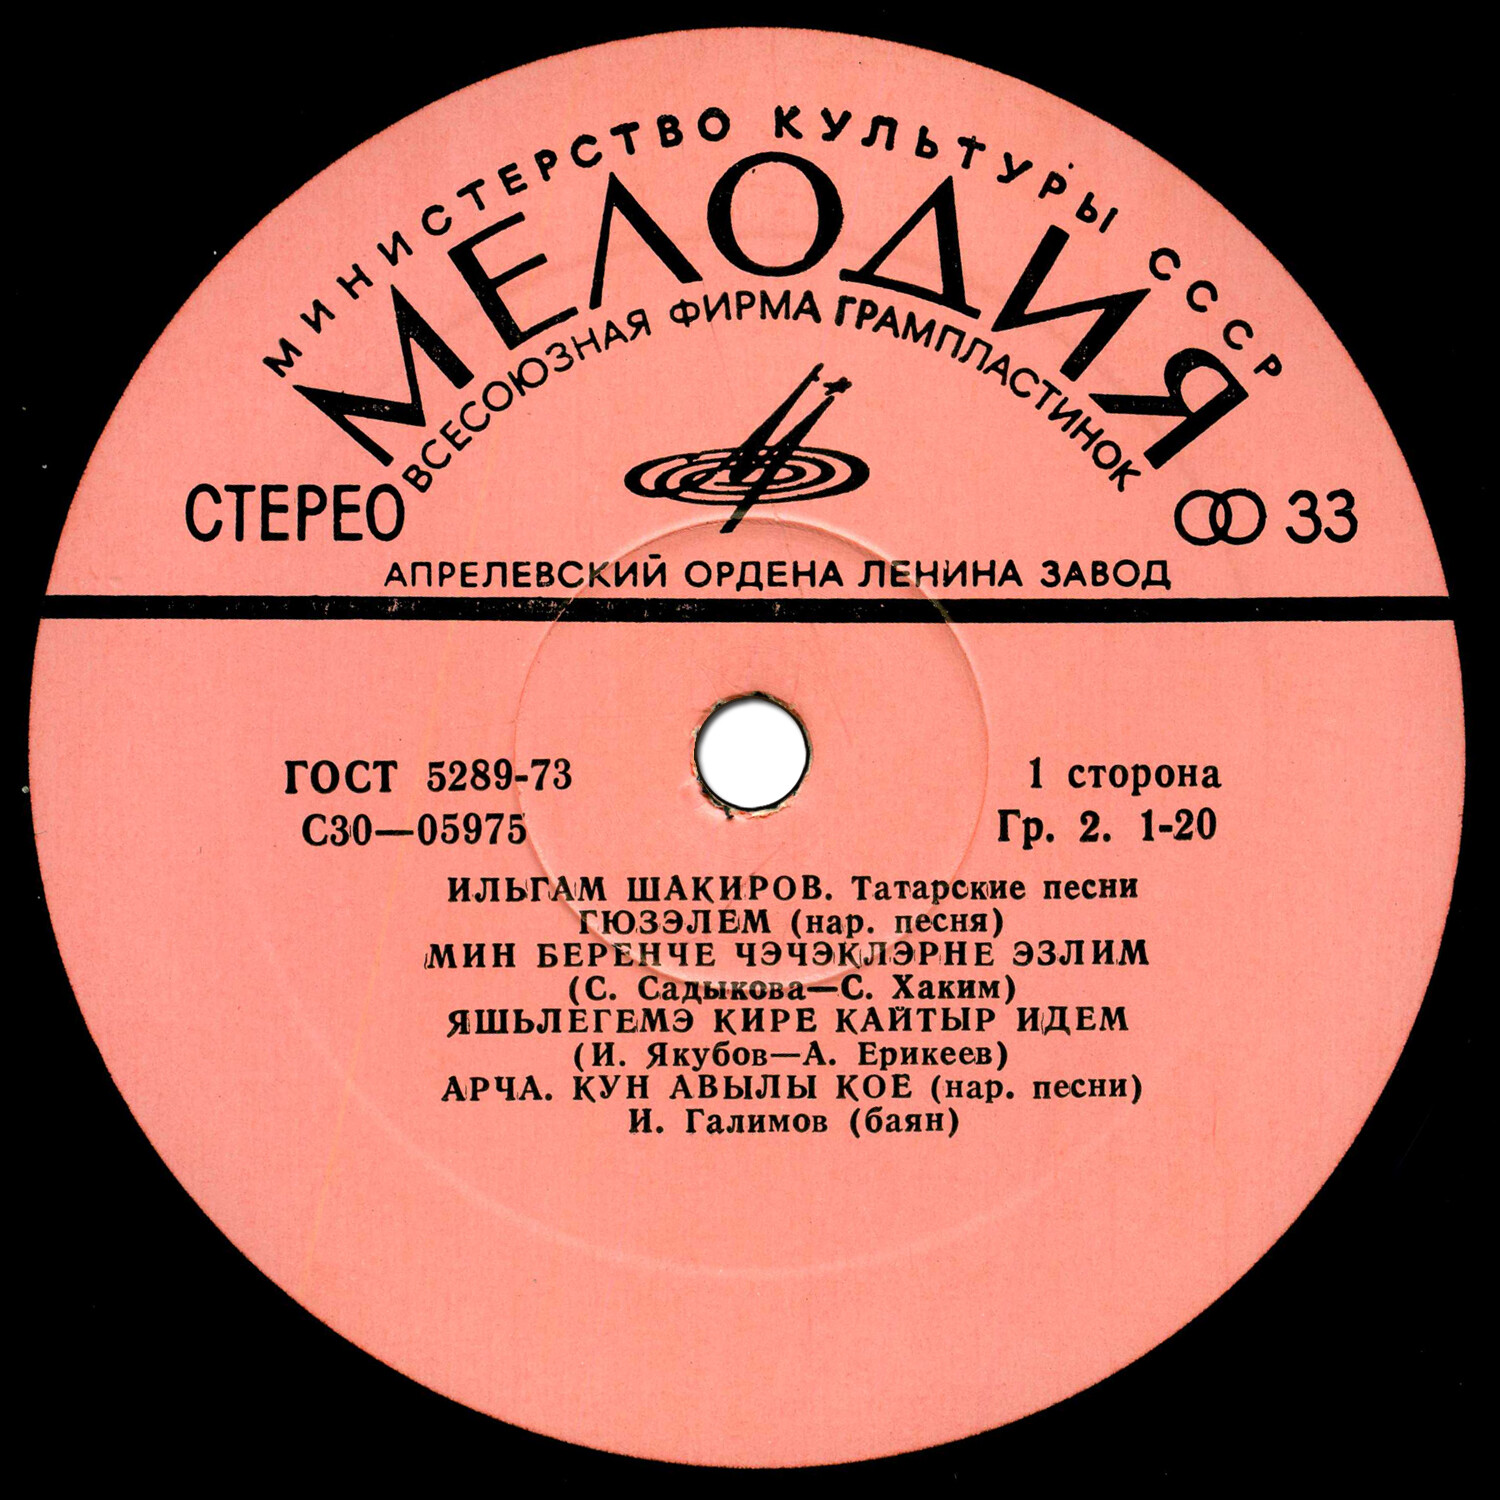 МИНИСТЕРСТВО КУЛЬТУРЫ СССР
МЕЛОДИЯ
ВСЕСОЮЗНАЯ ФИРМА ГРАМПЛАСТИНОК
СТЕРЕО
33
АПРЕЛЕВСКИЙ ОРДЕНА ЛЕНИНА ЗАВОД
ГОСТ 5289-73
С30—05975
1 сторона
Гр. 2. 1-20
ИЛЬГАМ ШАКИРОВ. Татарские песни
ГЮЗЭЛЕМ (нар. песня)
МИН БЕРЕНЧЕ ЧЭЧЭКЛЭРНЕ ЭЗЛИМ
(С. Садыкова—С. Хаким)
ЯШЬЛЕГЕМЭ КИРЕ КАЙТЫР ИДЕМ
(И. Якубов—А. Ерикеев)
АРЧА. КУН АВЫЛЫ КОЕ (нар. песни)
И. Галимов (баян)